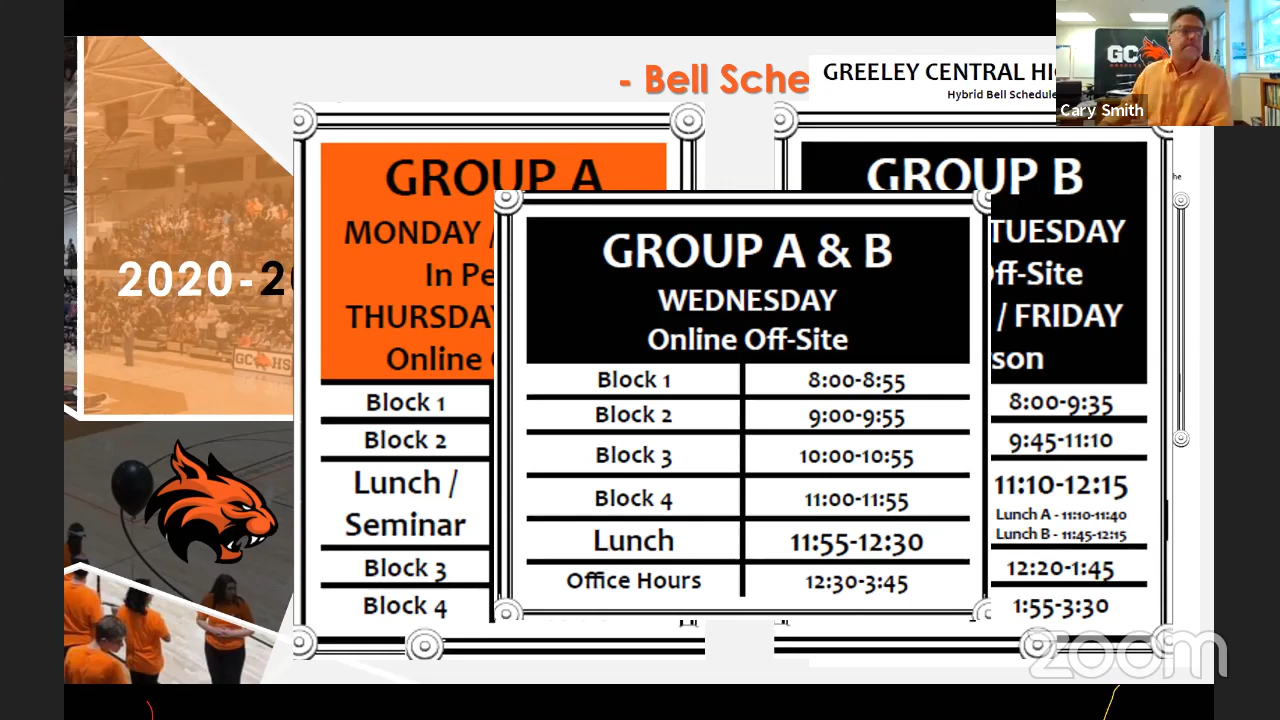 - Bell Sche
GREELEY CENTRAL HI
Hybrid Bell Schedule
GC
Cary Smith
2020-20
GC HS
GROUP A
MONDAY /
In Pe
THURSDAY
Online
Block 1
Block 2
Lunch /
Seminar
Block 3
Block 4
GROUP A & B
WEDNESDAY
Online Off-Site
Block 1 8:00-8:55
Block 2 9:00-9:55
Block 3 10:00-10:55
Block 4 11:00-11:55
Lunch 11:55-12:30
Office Hours 12:30-3:45
GROUP B
TUESDAY
Off-Site
/ FRIDAY
son
8:00-9:35
9:45-11:10
11:10-12:15
Lunch A - 11:10-11:40
Lunch B - 11:45-12:15
12:20-1:45
1:55-3:30
he
zoom